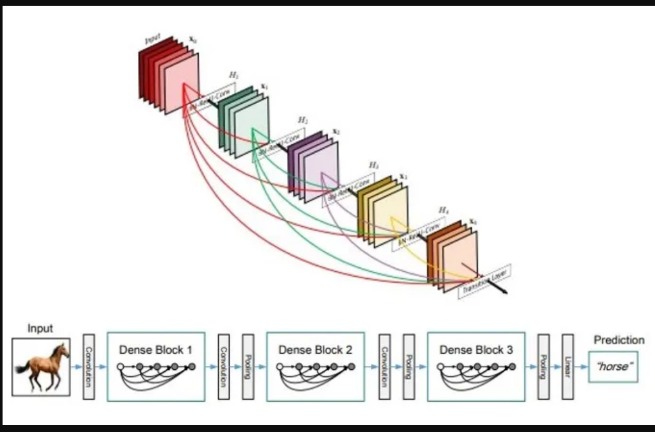 Input
x₀
H₁
x₁
BN-ReLU-Conv
H₂
x₂
BN-ReLU-Conv
H₃
x₃
BN-ReLU-Conv
H₄
x₄
BN-ReLU-Conv
Transition Layer
Input
Prediction
Convolution
Dense Block 1
Convolution
Pooling
Dense Block 2
Convolution
Pooling
Dense Block 3
Pooling
Linear
"horse"